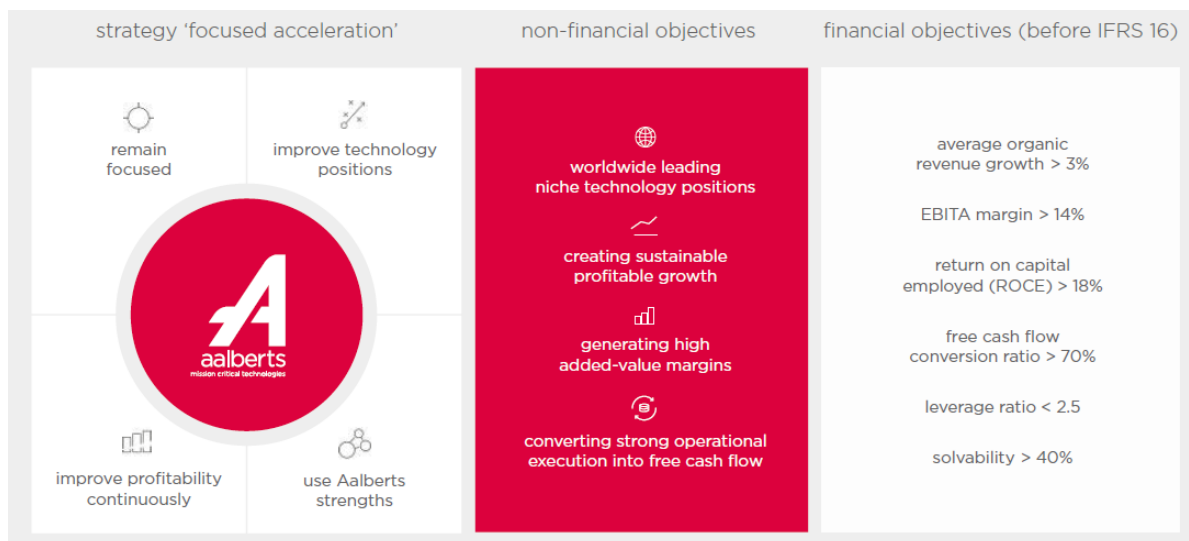 strategy ‘focused acceleration’
remain
focused
improve technology
positions
aalberts
mission critical technologies
improve profitability
continuously
use Aalberts
strengths
non-financial objectives
worldwide leading
niche technology positions
creating sustainable
profitable growth
generating high
added-value margins
converting strong operational
execution into free cash flow
financial objectives (before IFRS 16)
average organic
revenue growth > 3%
EBITA margin > 14%
return on capital
employed (ROCE) > 18%
free cash flow
conversion ratio > 70%
leverage ratio < 2.5
solvability > 40%